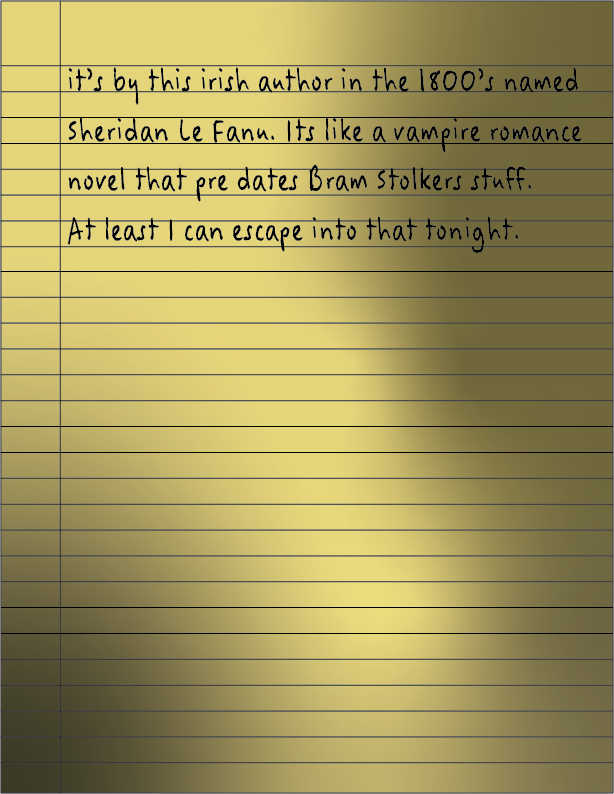 it's by this irish author in the 1800's named
Sheridan Le Fanu. Its like a vampire romance
novel that pre dates Bram Stolkers stuff.
At least I can escape into that tonight.